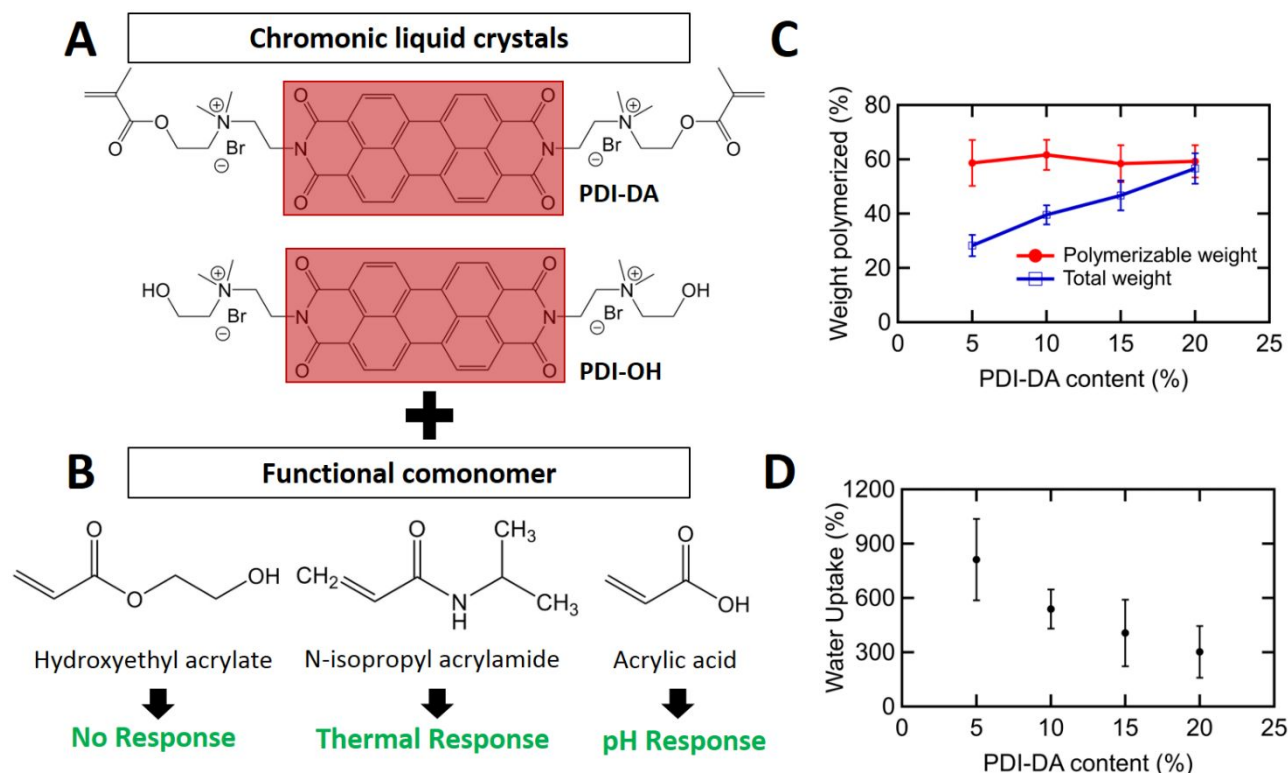 A
Chromonic liquid crystals
O
O
N
+
Br
−
N
O
O
O
O
N
Br
−
N
+
O
O
PDI-DA
HO
N
+
Br
−
N
O
O
O
O
N
Br
−
N
+
OH
PDI-OH
+
B
Functional comonomer
O
O
OH
Hydroxyethyl acrylate
No Response
CH2
O
N
H
CH3
CH3
N-isopropyl acrylamide
Thermal Response
O
OH
Acrylic acid
pH Response
C
Weight polymerized (%)
80
60
40
20
0
Polymerizable weight
Total weight
0 5 10 15 20 25
PDI-DA content (%)
D
Water Uptake (%)
1200
900
600
300
0
0 5 10 15 20 25
PDI-DA content (%)